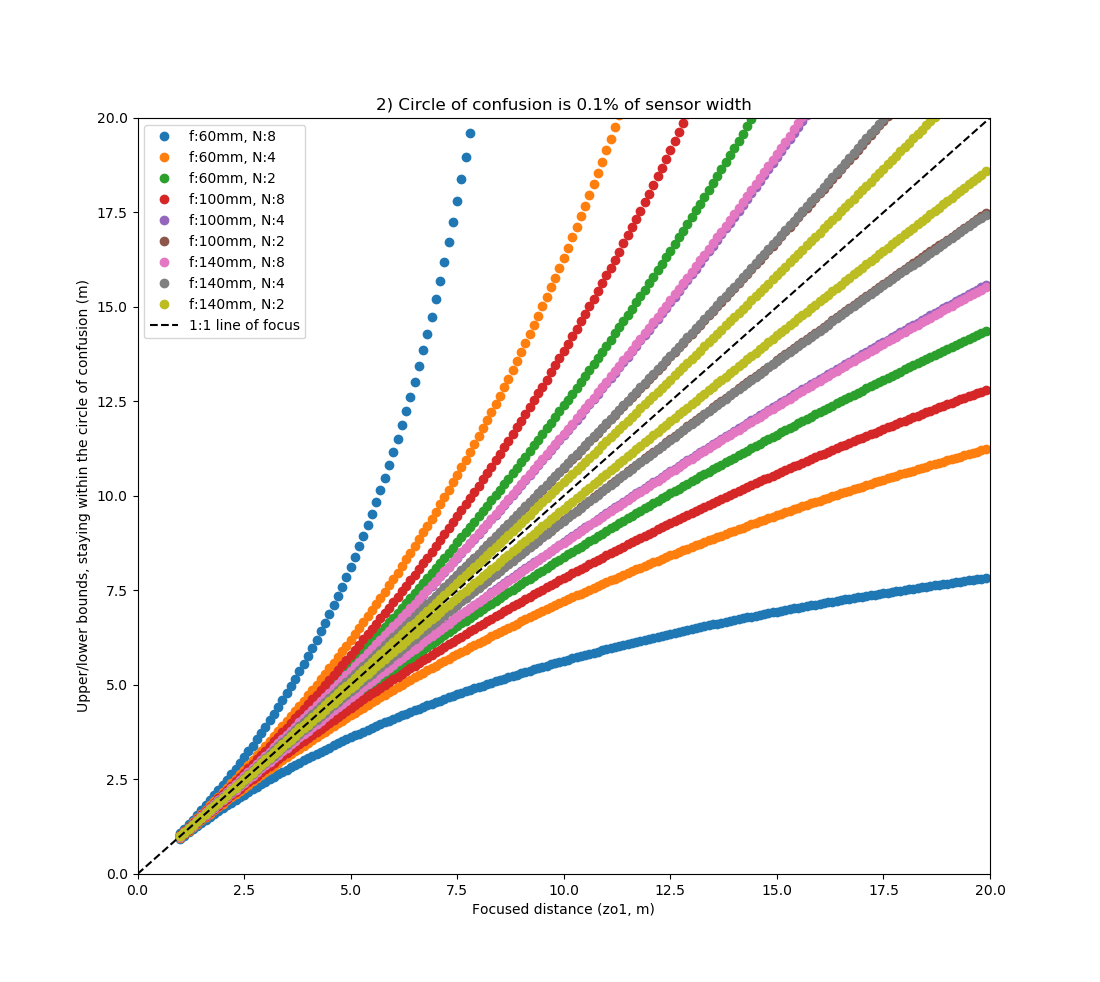 2) Circle of confusion is 0.1% of sensor width
f:60mm, N:8
f:60mm, N:4
f:60mm, N:2
f:100mm, N:8
f:100mm, N:4
f:100mm, N:2
f:140mm, N:8
f:140mm, N:4
f:140mm, N:2
1:1 line of focus
Upper/lower bounds, staying within the circle of confusion (m)
20.0
17.5
15.0
12.5
10.0
7.5
5.0
2.5
0.0
0.0 2.5 5.0 7.5 10.0 12.5 15.0 17.5 20.0
Focused distance (zo1, m)